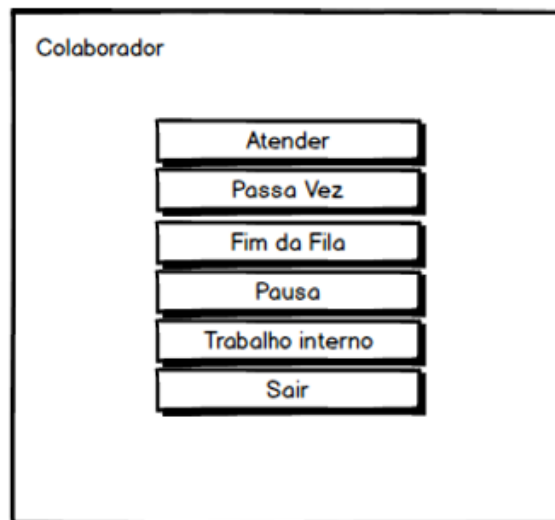 Colaborador
Atender
Passa Vez
Fim da Fila
Pausa
Trabalho interno
Sair